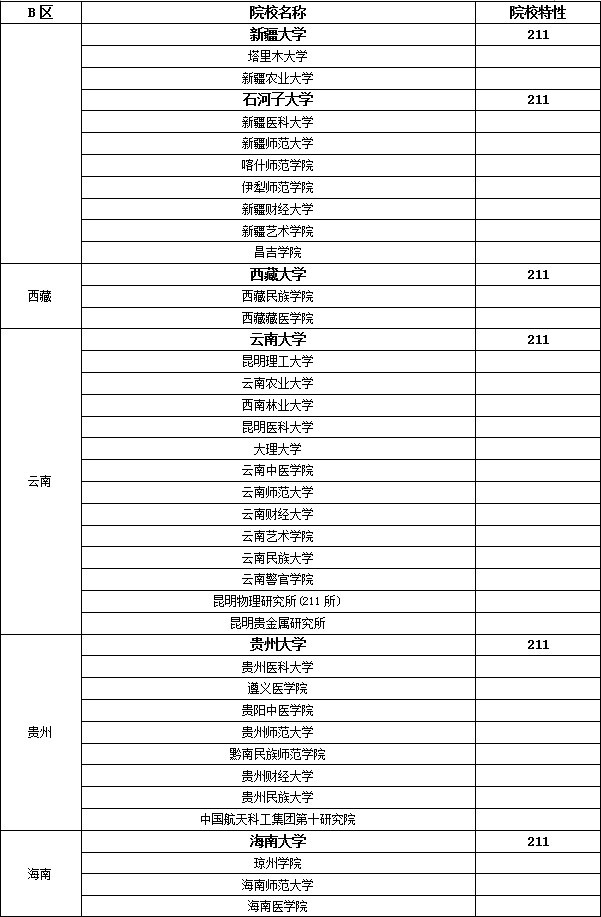 B 区 院校名称 院校特性
新疆大学 211
塔里木大学
新疆农业大学
石河子大学 211
新疆医科大学
新疆师范大学
喀什师范学院
伊犁师范学院
新疆财经大学
新疆艺术学院
昌吉学院
西藏 西藏大学 211
西藏民族学院
西藏藏医学院
云南 云南大学 211
昆明理工大学
云南农业大学
西南林业大学
昆明医科大学
大理大学
云南中医学院
云南师范大学
云南财经大学
云南艺术学院
云南民族大学
云南警官学院
昆明物理研究所(211 所)
昆明贵金属研究所
贵州 贵州大学 211
贵州医科大学
遵义医学院
贵阳中医学院
贵州师范大学
黔南民族师范学院
贵州财经大学
贵州民族大学
中国航天科工集团第十研究院
海南 海南大学 211
琼州学院
海南师范大学
海南医学院